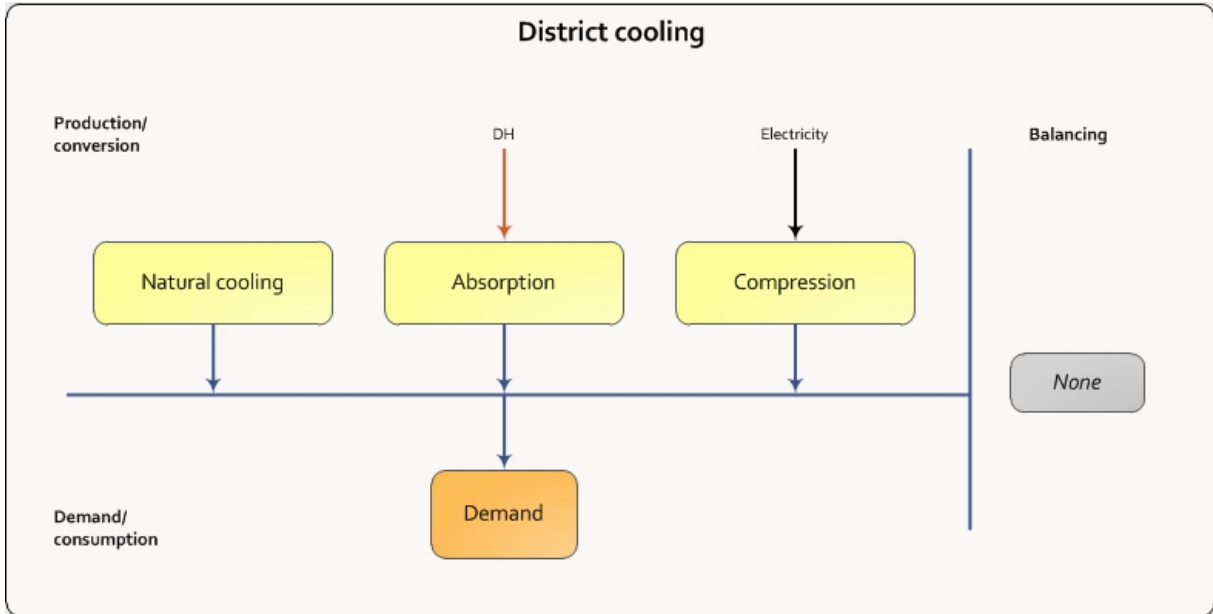 District cooling
Production/
conversion
DH
Electricity
Balancing
Natural cooling
Absorption
Compression
None
Demand
Demand/
consumption